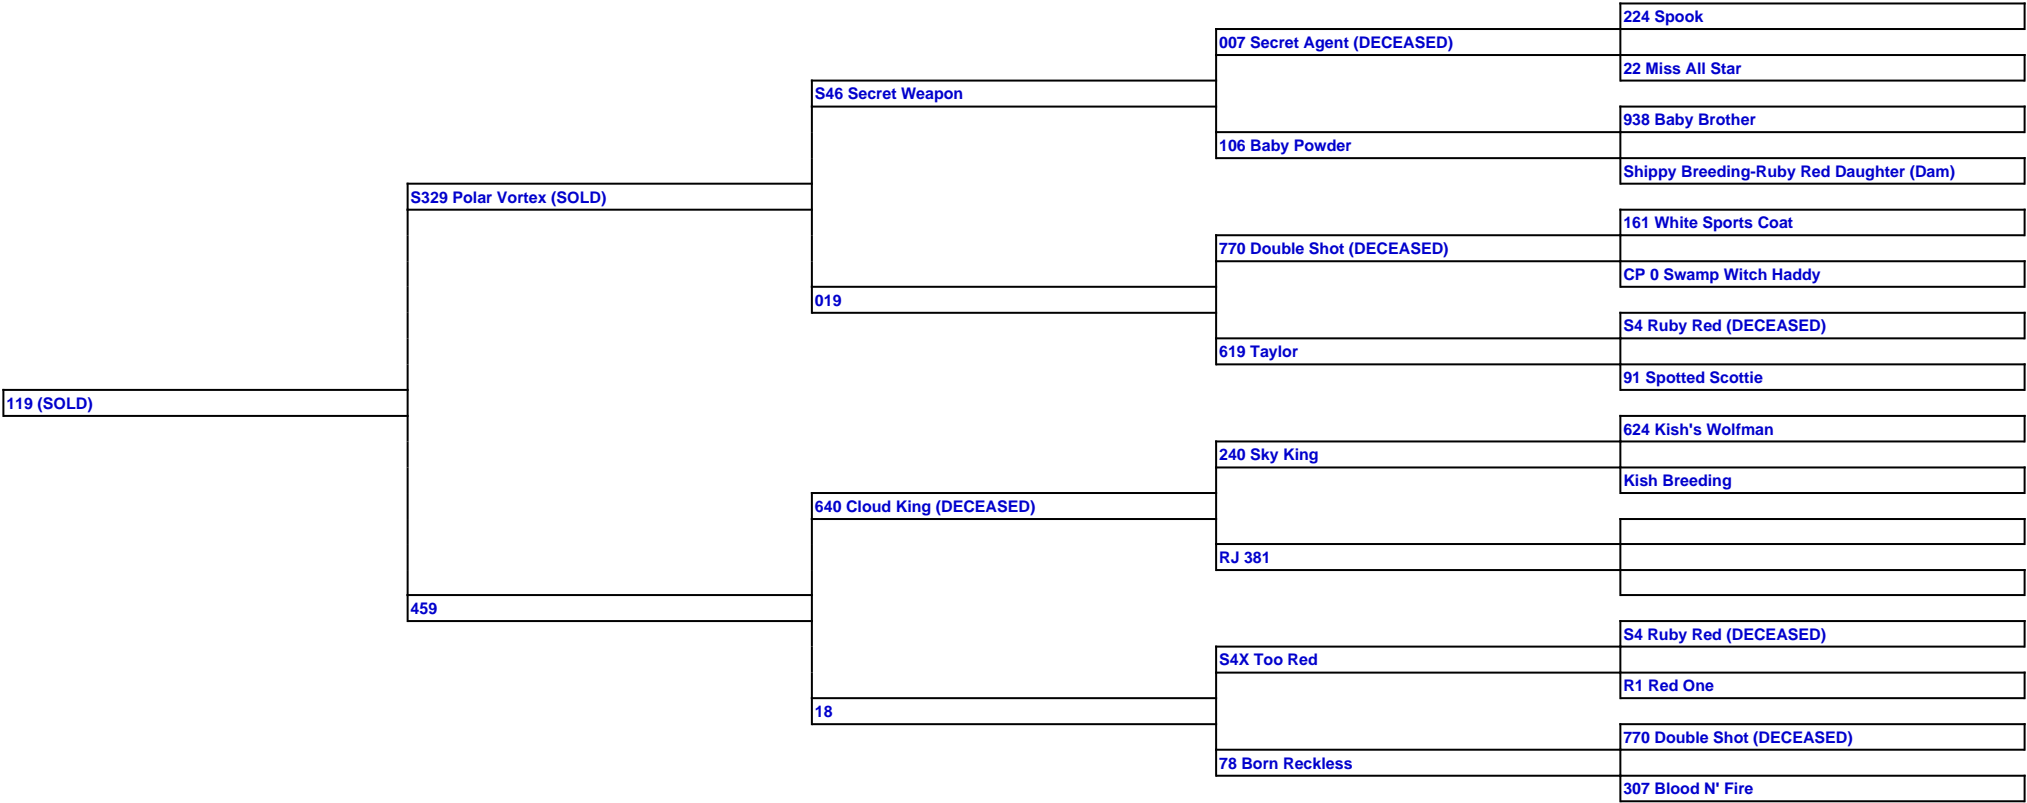 224 Spook
007 Secret Agent (DECEASED)
22 Miss All Star
S46 Secret Weapon
938 Baby Brother
106 Baby Powder
Shippy Breeding-Ruby Red Daughter (Dam)
S329 Polar Vortex (SOLD)
161 White Sports Coat
770 Double Shot (DECEASED)
CP 0 Swamp Witch Haddy
019
S4 Ruby Red (DECEASED)
619 Taylor
91 Spotted Scottie
119 (SOLD)
624 Kish's Wolfman
240 Sky King
Kish Breeding
640 Cloud King (DECEASED)
RJ 381
459
S4 Ruby Red (DECEASED)
S4X Too Red
R1 Red One
18
770 Double Shot (DECEASED)
78 Born Reckless
307 Blood N' Fire